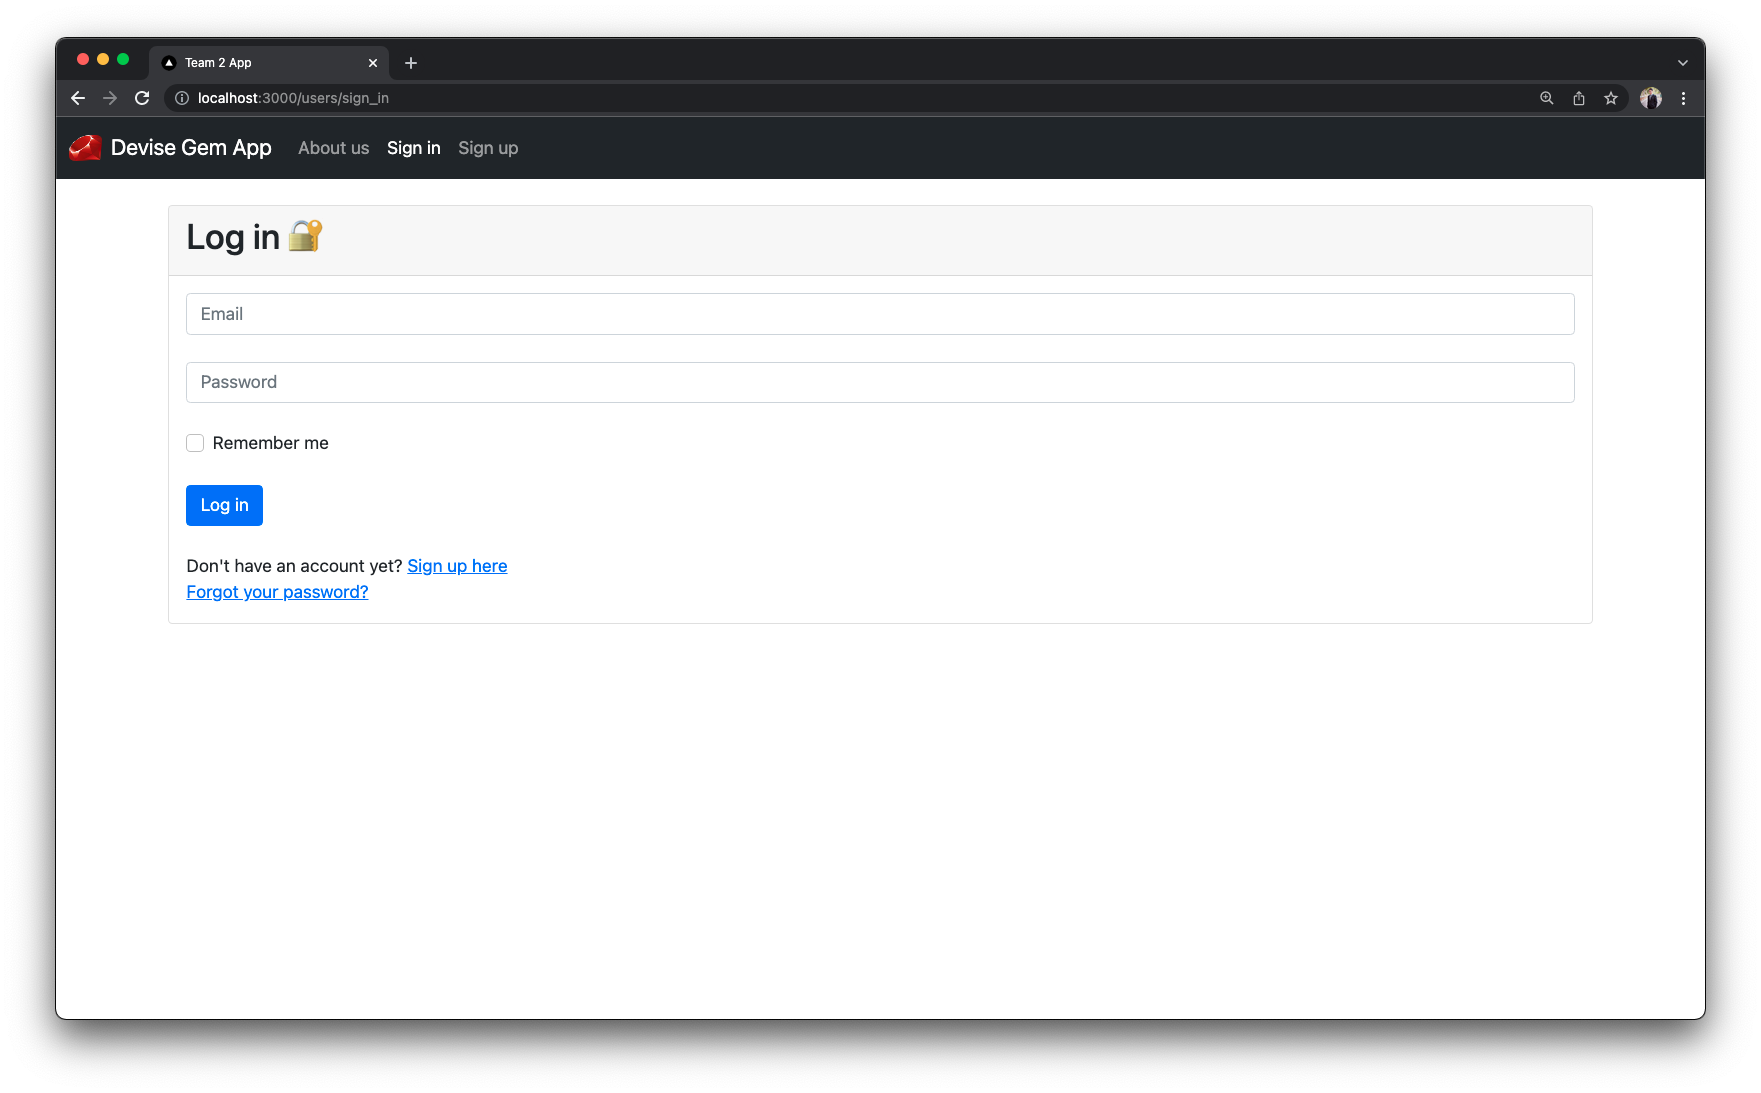 Team 2 App
localhost:3000/users/sign_in
Devise Gem App About us Sign in Sign up
Log in 🔐
Email
Password
Remember me
Log in
Don't have an account yet? Sign up here
Forgot your password?